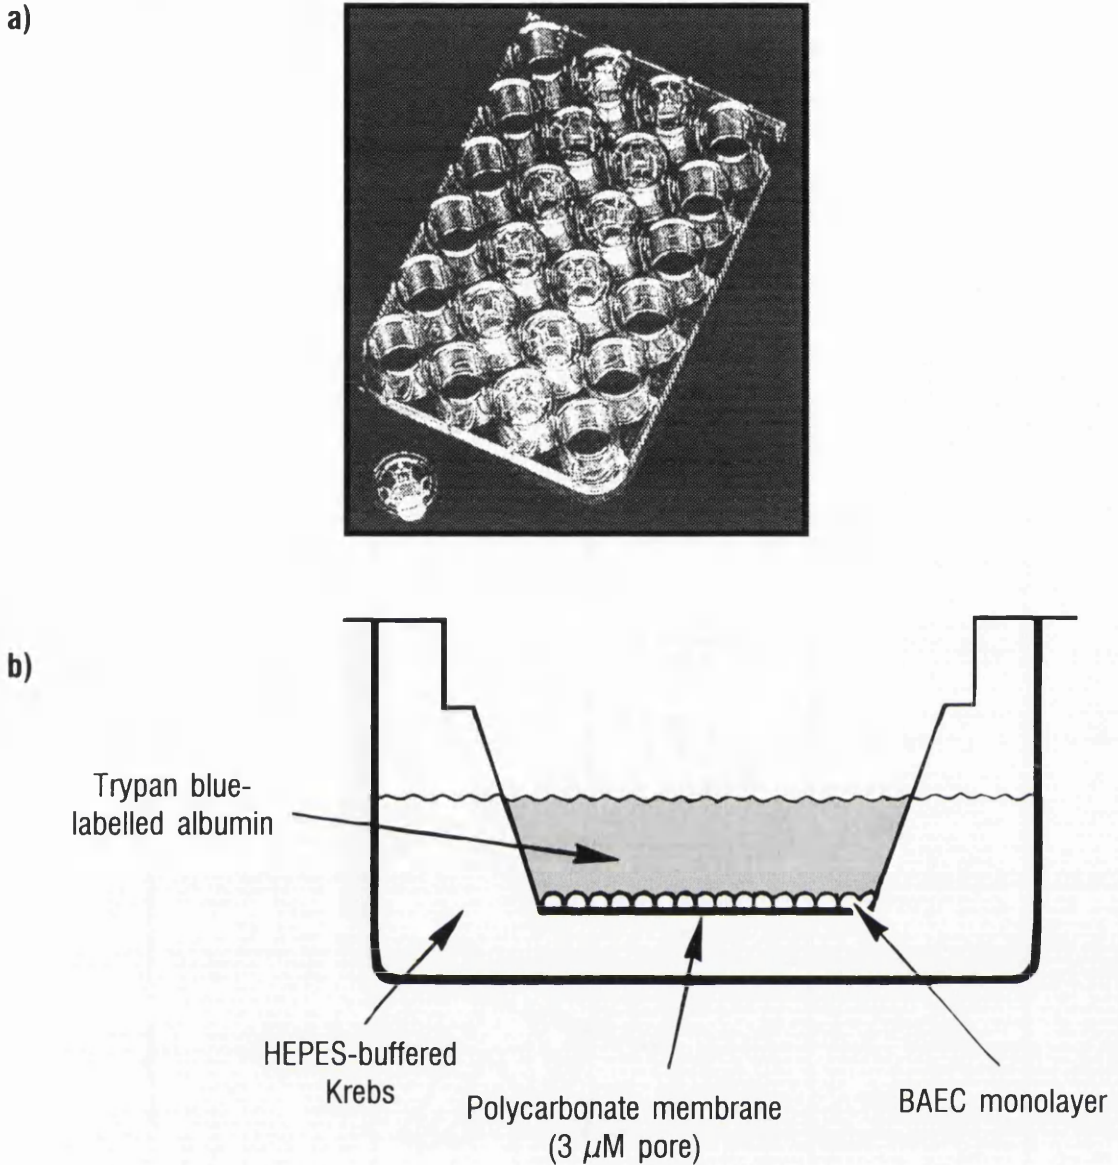 a)
b)
Trypan blue-
labelled albumin
HEPES-buffered
Krebs
Polycarbonate membrane
(3 μM pore)
BAEC monolayer